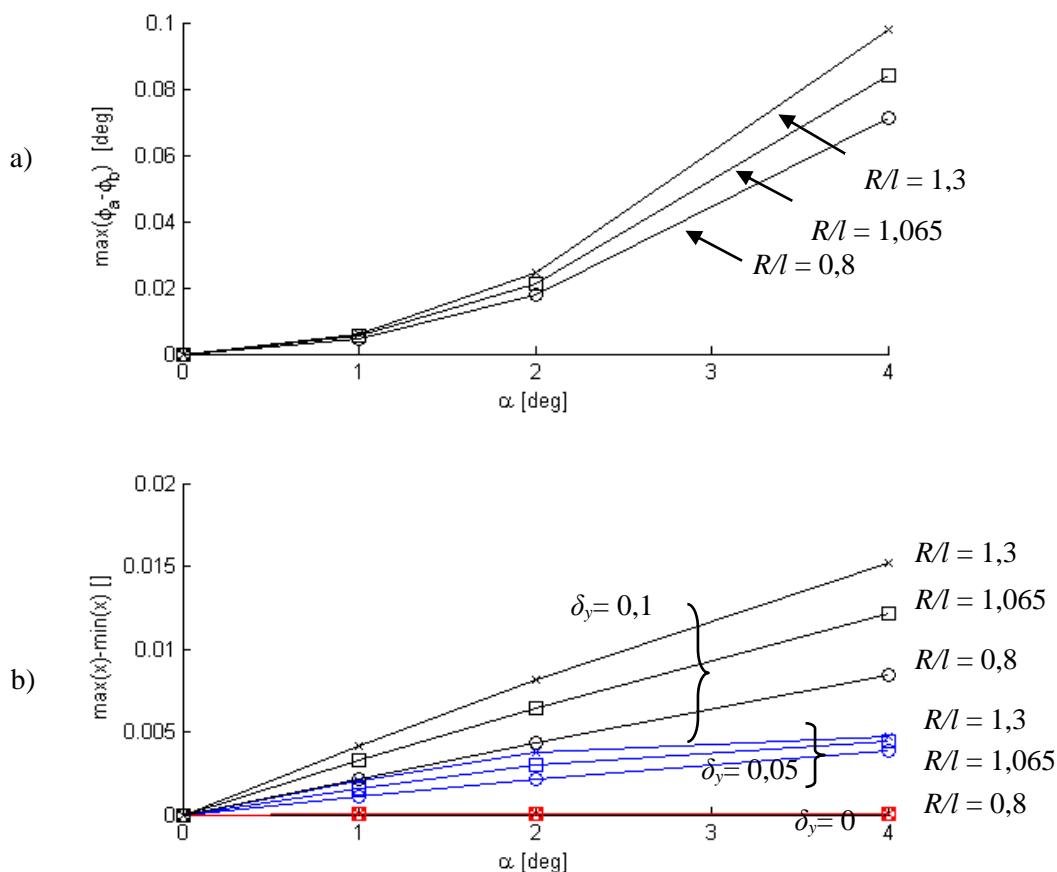 a)
max(ϕa-ϕb) [deg]
0.1
0.08
0.06
0.04
0.02
0
0 1 2 3 4
α [deg]
R/l = 1,3
R/l = 1,065
R/l = 0,8
b)
max(x)-min(x) []
0.02
0.015
0.01
0.005
0
0 1 2 3 4
α [deg]
δy= 0,1
R/l = 1,3
R/l = 1,065
R/l = 0,8
δy= 0,05
R/l = 1,3
R/l = 1,065
R/l = 0,8
δy= 0